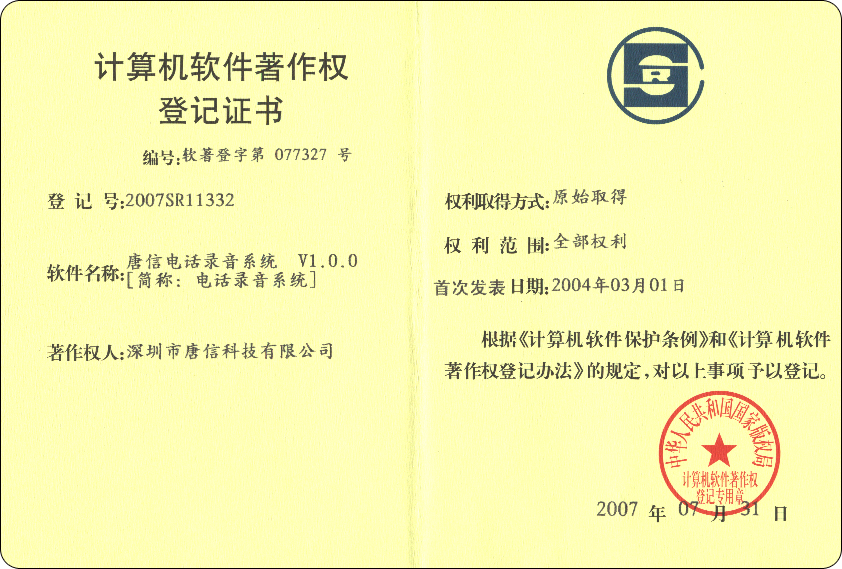 计算机软件著作权
登记证书
编号:软著登字第 077327 号
登 记 号:2007SR11332
软件名称:唐信电话录音系统 V1.0.0
[简称: 电话录音系统]
著作权人:深圳市唐信科技有限公司
SR
权利取得方式:原始取得
权 利 范 围:全部权利
首次发表日期:2004年03月01日
根据《计算机软件保护条例》和《计算机软件
著作权登记办法》的规定,对以上事项予以登记。
中华人民共和国国家版权局
计算机软件著作权
登记专用章
2007 年 07 月 31 日